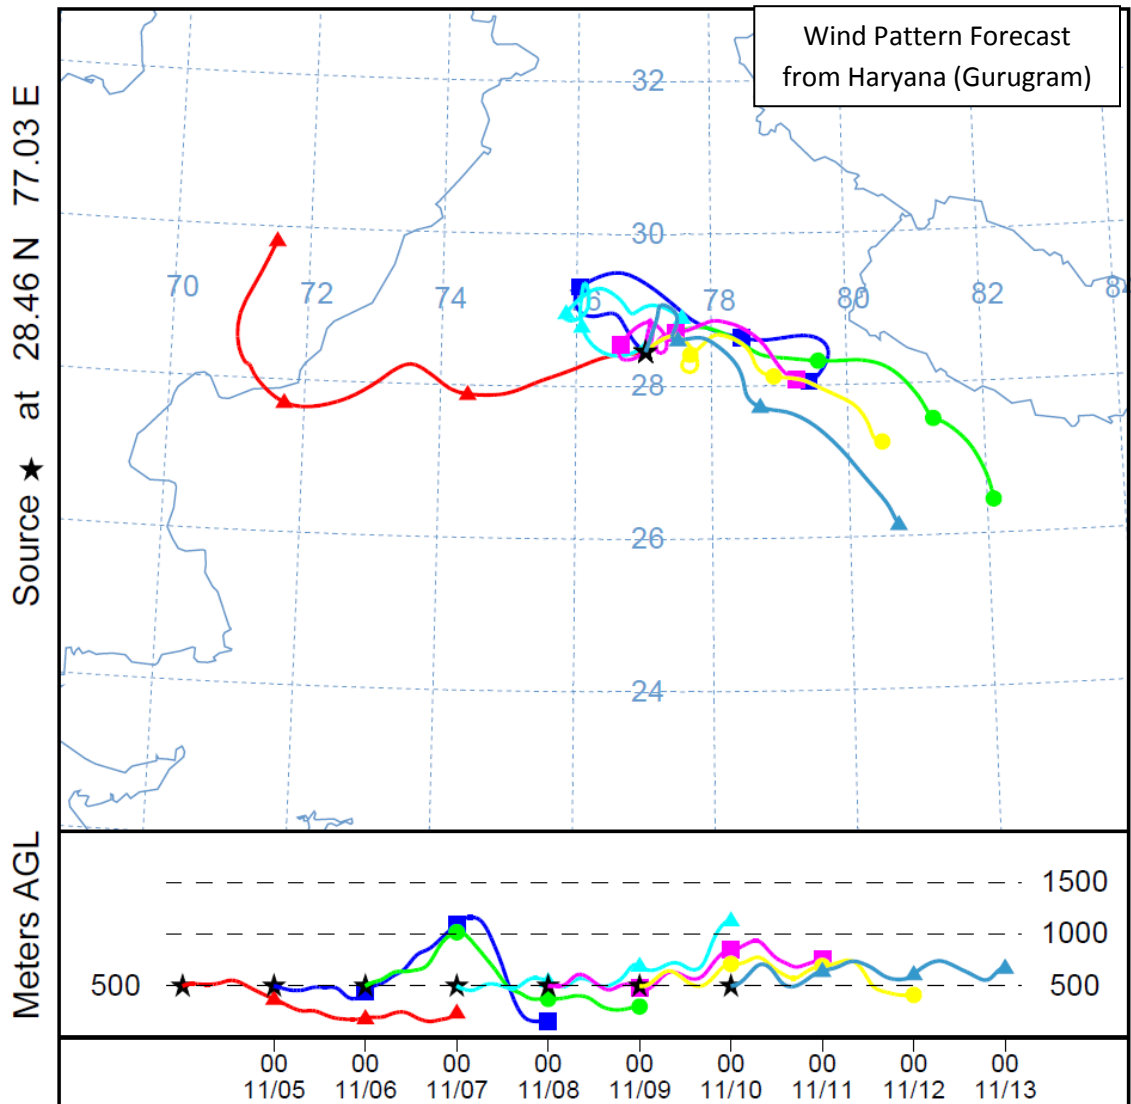 Wind Pattern Forecast
from Haryana (Gurugram)
Source ★ at 28.46 N 77.03 E
32
30
70 72 74 76 78 80 82 84
28
26
24
Meters AGL
1500
1000
500 500
00 00 00 00 00 00 00 00 00
11/05 11/06 11/07 11/08 11/09 11/10 11/11 11/12 11/13